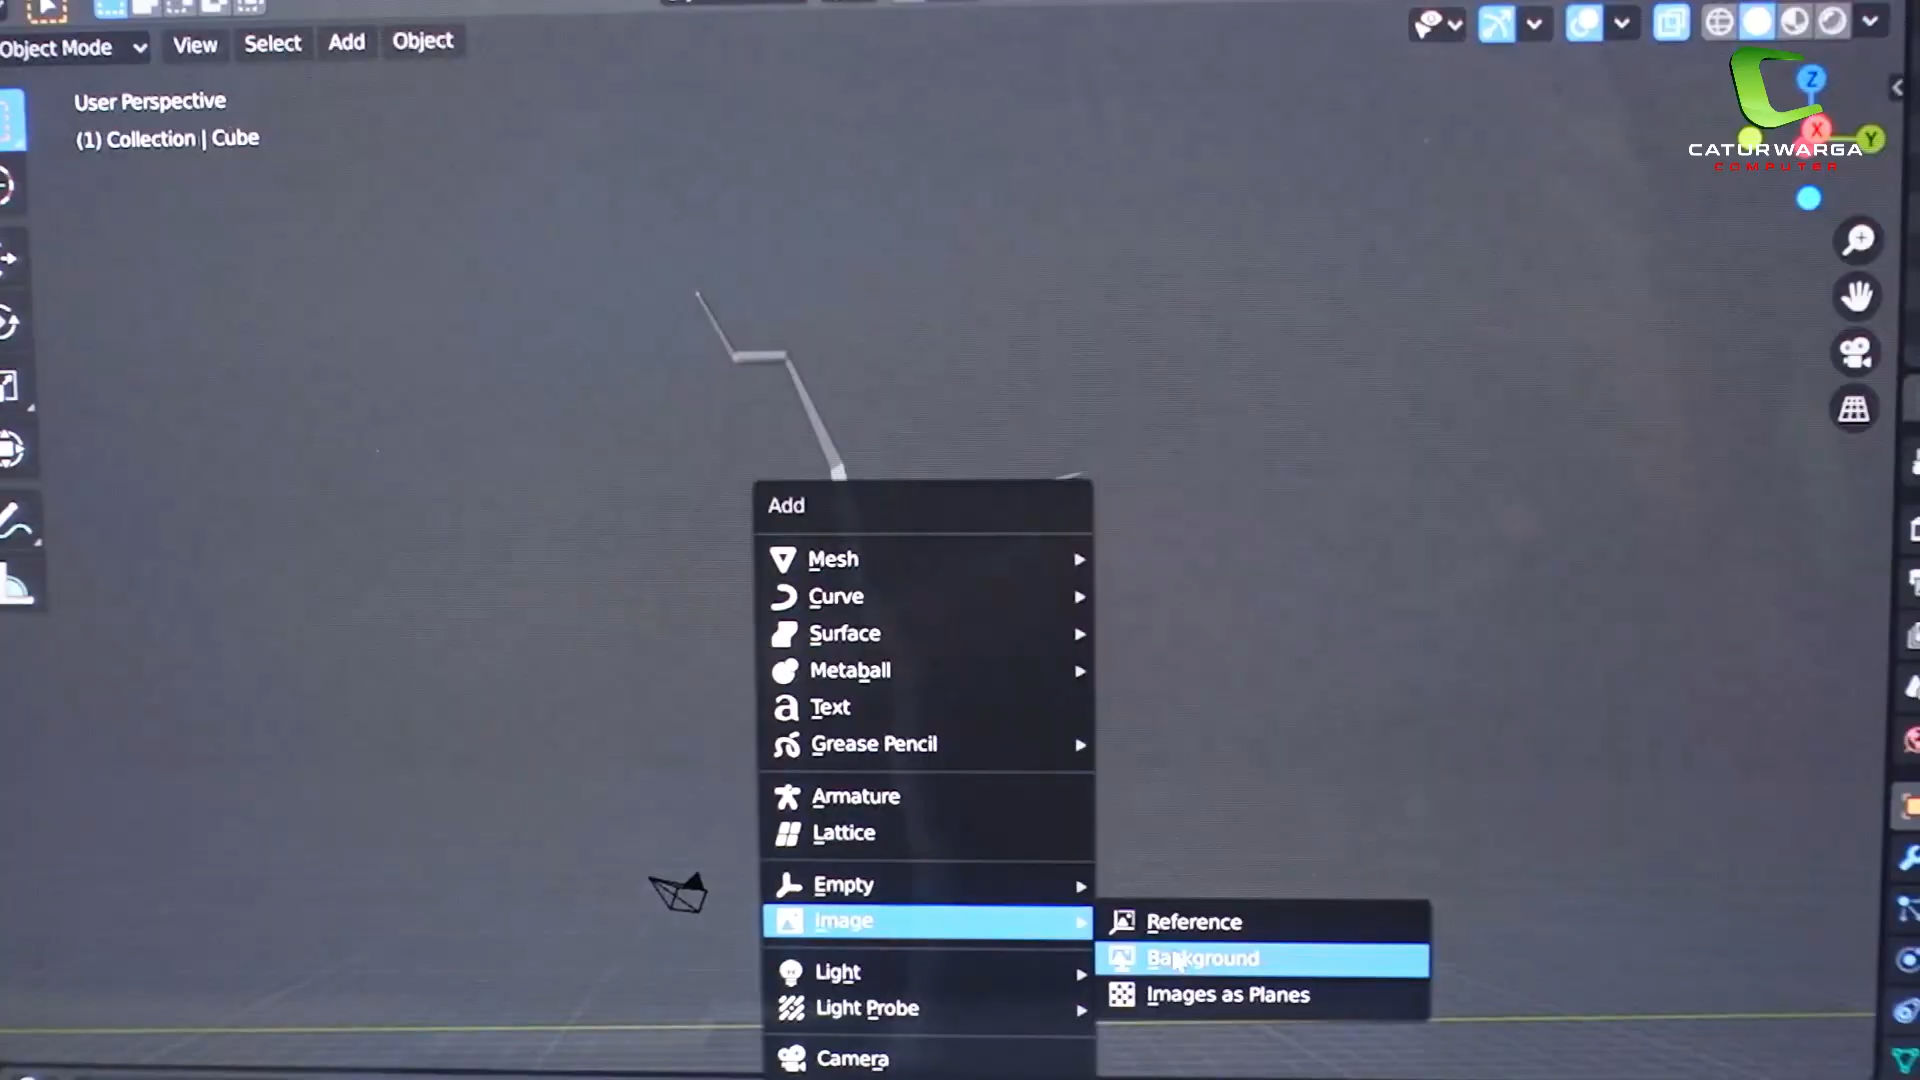 Object Mode View Select Add Object
User Perspective
(1) Collection | Cube
Z
X
Y
CATURWARGA
COMPUTER
Add
Mesh
Curve
Surface
Metaball
Text
Grease Pencil
Armature
Lattice
Empty
Image
Reference
Background
Images as Planes
Light
Light Probe
Camera